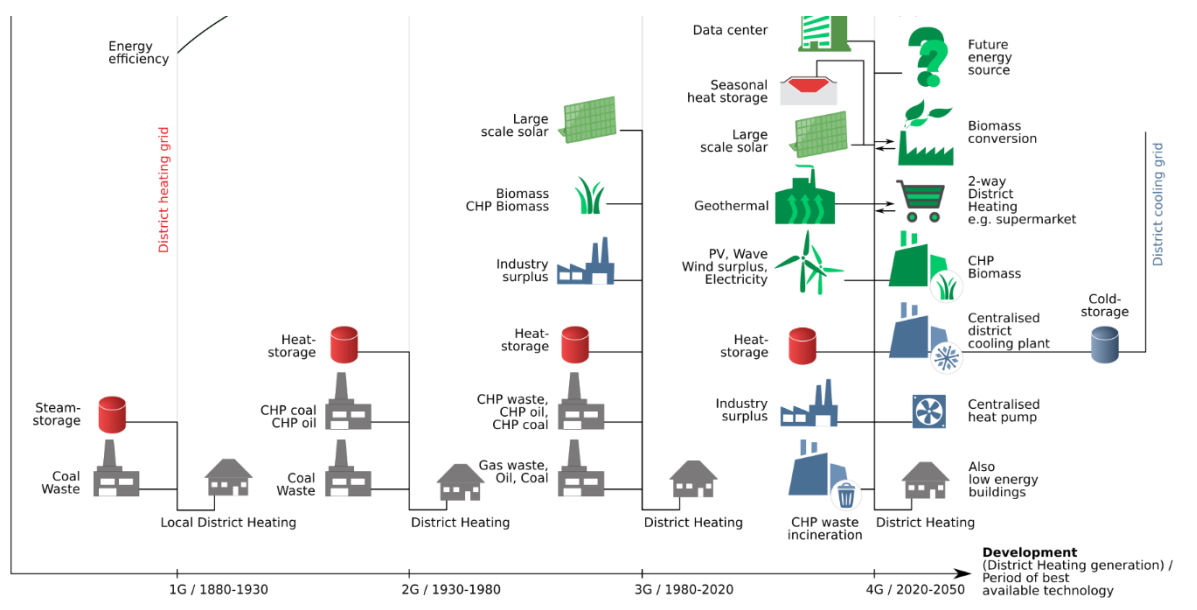 Energy
efficiency
District heating grid
Steam-
storage
Coal
Waste
Local District Heating
Heat-
storage
CHP coal
CHP oil
Coal
Waste
District Heating
Large
scale solar
Biomass
CHP Biomass
Industry
surplus
Heat-
storage
CHP waste,
CHP oil,
CHP coal
Gas waste,
Oil, Coal
District Heating
Data center
Seasonal
heat storage
Large
scale solar
Geothermal
PV, Wave
Wind surplus,
Electricity
Heat-
storage
Industry
surplus
CHP waste
incineration
District Heating
Future
energy
source
Biomass
conversion
2-way
District
Heating
e.g. supermarket
CHP
Biomass
Centralised
district
cooling plant
Centralised
heat pump
Also
low energy
buildings
Cold-
storage
District cooling grid
1G / 1880-1930
2G / 1930-1980
3G / 1980-2020
4G / 2020-2050
Development
(District Heating generation) /
Period of best
available technology